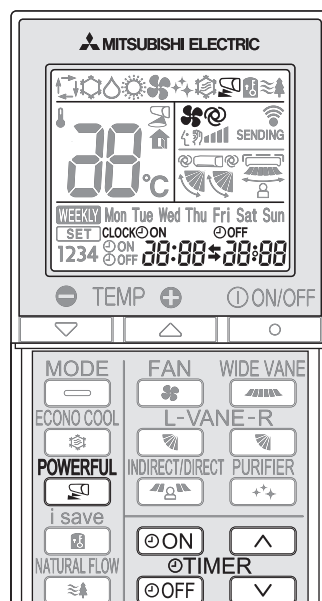 MITSUBISHI ELECTRIC
SENDING
88°C
WEEKLY Mon Tue Wed Thu Fri Sat Sun
SET CLOCK ON OFF
1234 ON OFF 28:88 28:88
TEMP ON/OFF
MODE FAN WIDE VANE
ECONO COOL L-VANE-R
POWERFUL INDIRECT/DIRECT PURIFIER
i save ON
NATURAL FLOW TIMER
OFF